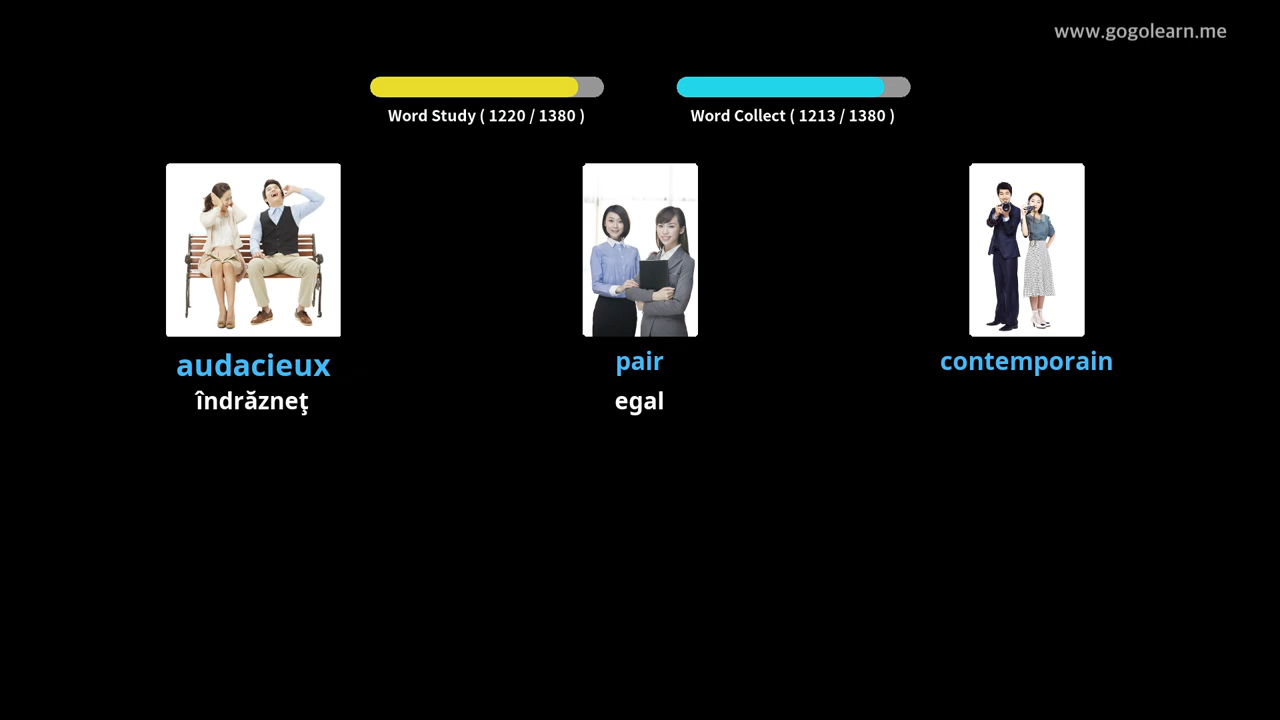 www.gogolearn.me
Word Study ( 1220 / 1380 )
Word Collect ( 1213 / 1380 )
audacieux
pair
contemporain
îndrăzneţ
egal